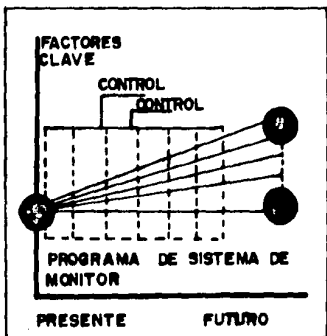 FACTORES
CLAVE
CONTROL
CONTROL
PROGRAMA DE SISTEMA DE
MONITOR
PRESENTE FUTURO